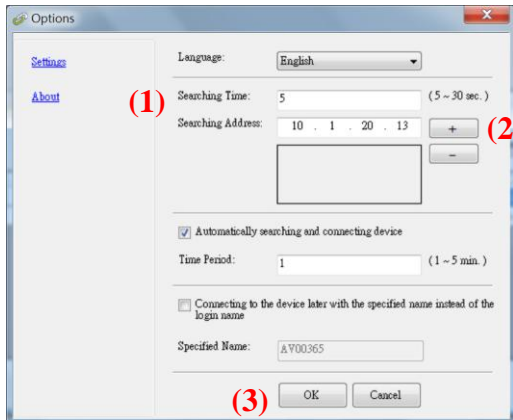 Options
Settings
About
Language:
English
(1)
Searching Time:
5
(5 ~ 30 sec.)
Searching Address:
10 . 1 . 20 . 13
+
(2
−
Automatically searching and connecting device
Time Period:
1
(1 ~ 5 min.)
Connecting to the device later with the specified name instead of the
login name
Specified Name:
AV00365
(3)
OK
Cancel